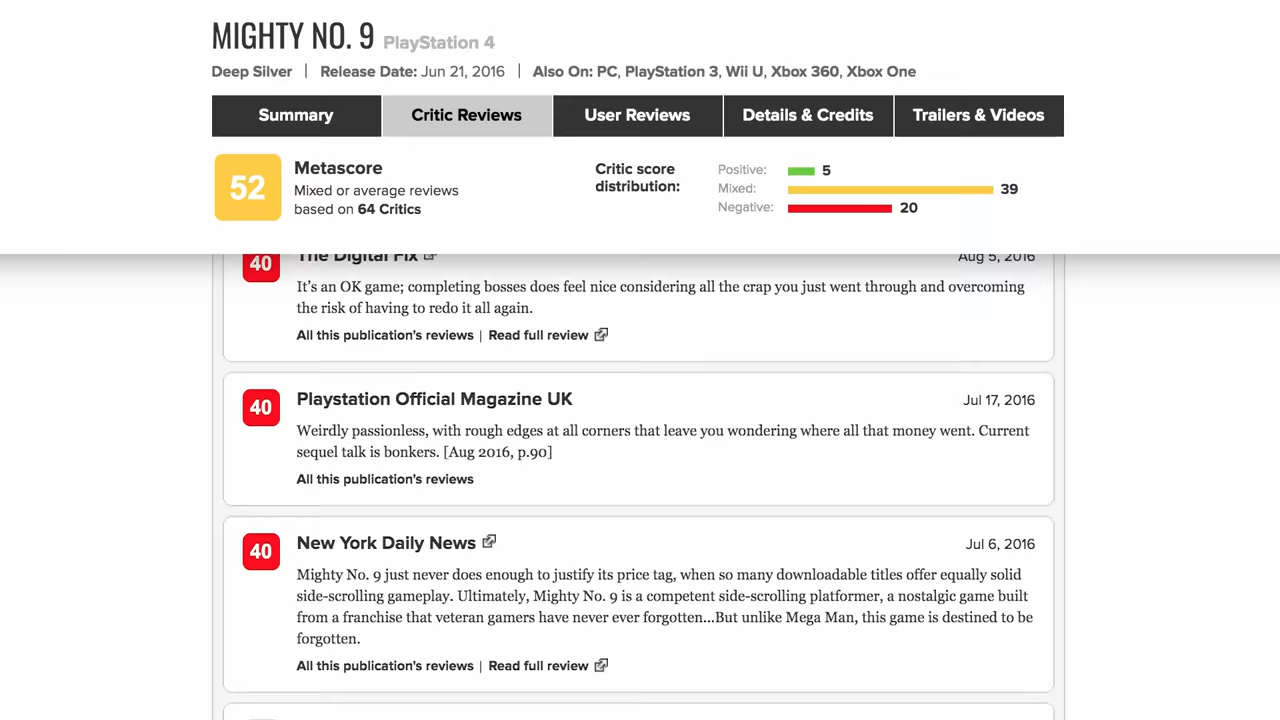 MIGHTY NO. 9 PlayStation 4
Deep Silver | Release Date: Jun 21, 2016 | Also On: PC, PlayStation 3, Wii U, Xbox 360, Xbox One
Summary Critic Reviews User Reviews Details & Credits Trailers & Videos
52
Metascore
Mixed or average reviews
based on 64 Critics
Critic score
distribution:
Positive: 5
Mixed: 39
Negative: 20
40 The Digital Fix Aug 5, 2016
It's an OK game; completing bosses does feel nice considering all the crap you just went through and overcoming
the risk of having to redo it all again.
All this publication's reviews | Read full review
40 Playstation Official Magazine UK Jul 17, 2016
Weirdly passionless, with rough edges at all corners that leave you wondering where all that money went. Current
sequel talk is bonkers. [Aug 2016, p.90]
All this publication's reviews
40 New York Daily News Jul 6, 2016
Mighty No. 9 just never does enough to justify its price tag, when so many downloadable titles offer equally solid
side-scrolling gameplay. Ultimately, Mighty No. 9 is a competent side-scrolling platformer, a nostalgic game built
from a franchise that veteran gamers have never ever forgotten...But unlike Mega Man, this game is destined to be
forgotten.
All this publication's reviews | Read full review